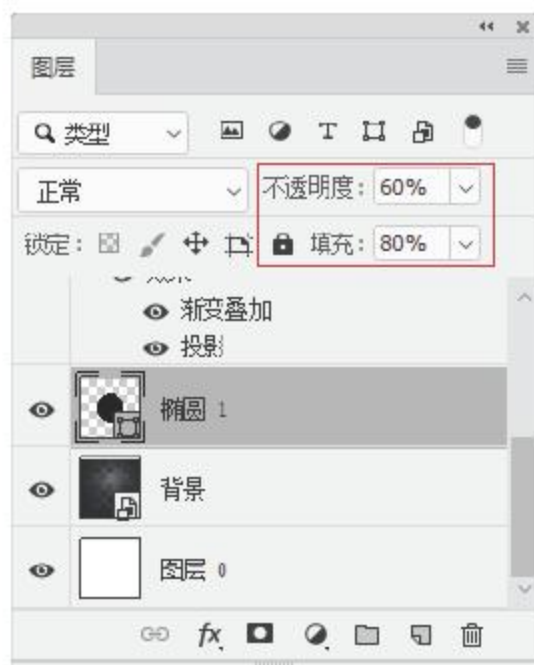 图层
类型
正常 不透明度: 60%
锁定: 填充: 80%
渐变叠加
投影
椭圆 1
背景
图层 0
fx